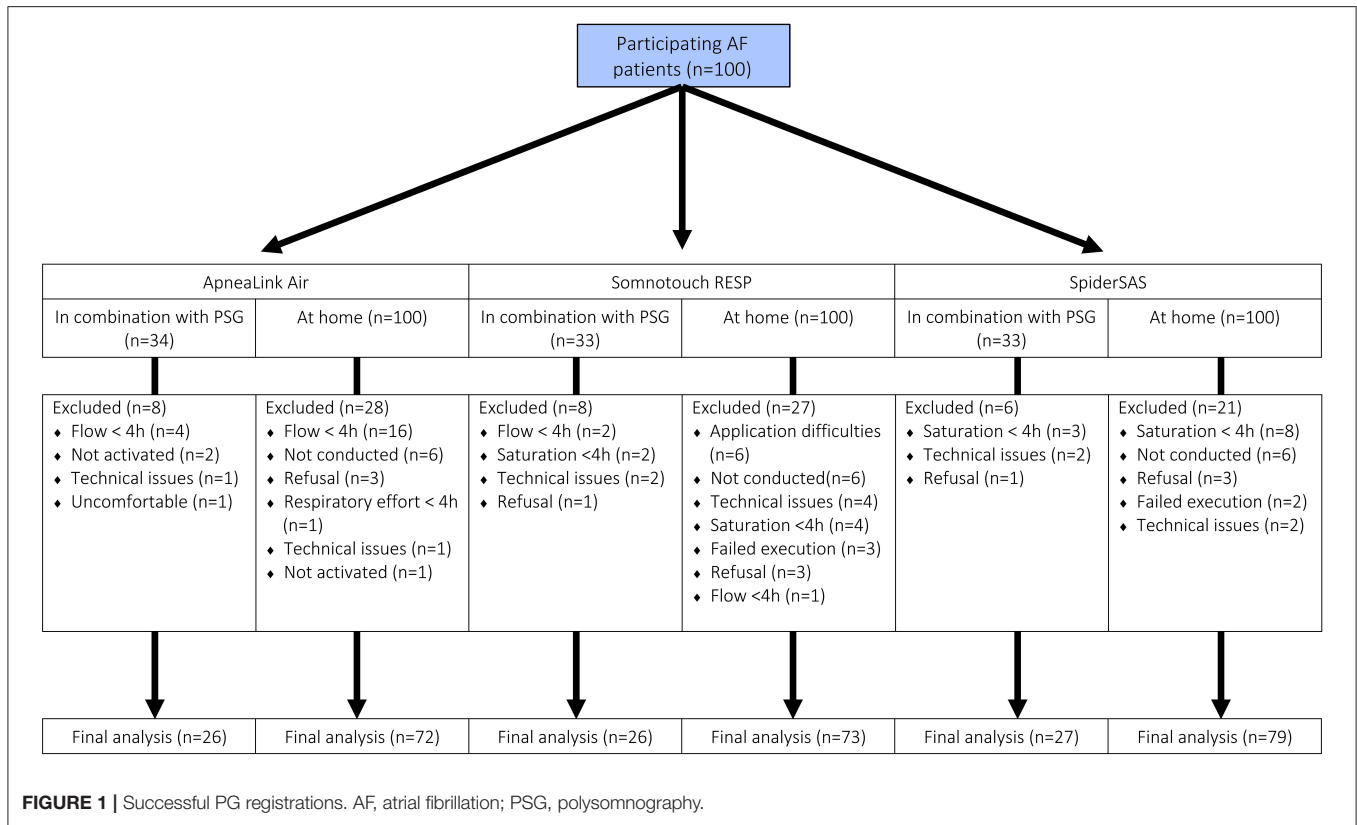 Participating AF
patients (n=100)
ApneaLink Air
Somnotouch RESP
SpiderSAS
In combination with PSG
(n=34)
At home (n=100)
In combination with PSG
(n=33)
At home (n=100)
In combination with PSG
(n=33)
At home (n=100)
Excluded (n=8)
♦ Flow < 4h (n=4)
♦ Not activated (n=2)
♦ Technical issues (n=1)
♦ Uncomfortable (n=1)
Excluded (n=28)
♦ Flow < 4h (n=16)
♦ Not conducted (n=6)
♦ Refusal (n=3)
♦ Respiratory effort < 4h
(n=1)
♦ Technical issues (n=1)
♦ Not activated (n=1)
Excluded (n=8)
♦ Flow < 4h (n=2)
♦ Saturation <4h (n=2)
♦ Technical issues (n=2)
♦ Refusal (n=1)
Excluded (n=27)
♦ Application difficulties
(n=6)
♦ Not conducted(n=6)
♦ Technical issues (n=4)
♦ Saturation <4h (n=4)
♦ Failed execution (n=3)
♦ Refusal (n=3)
♦ Flow <4h (n=1)
Excluded (n=6)
♦ Saturation < 4h (n=3)
♦ Technical issues (n=2)
♦ Refusal (n=1)
Excluded (n=21)
♦ Saturation < 4h (n=8)
♦ Not conducted (n=6)
♦ Refusal (n=3)
♦ Failed execution (n=2)
♦ Technical issues (n=2)
Final analysis (n=26)
Final analysis (n=72)
Final analysis (n=26)
Final analysis (n=73)
Final analysis (n=27)
Final analysis (n=79)
FIGURE 1 | Successful PG registrations. AF, atrial fibrillation; PSG, polysomnography.